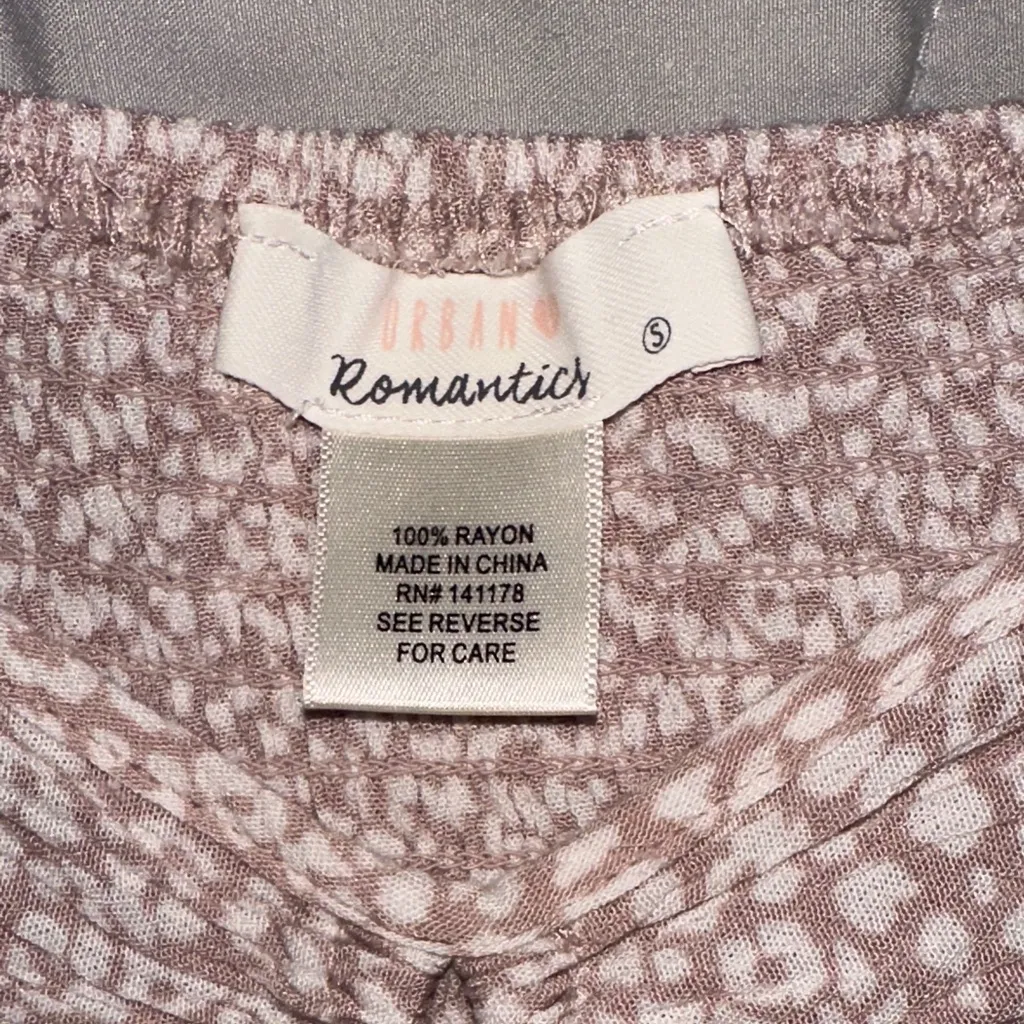 URBAN
Romantics
S
100% RAYON
MADE IN CHINA
RN# 141178
SEE REVERSE
FOR CARE